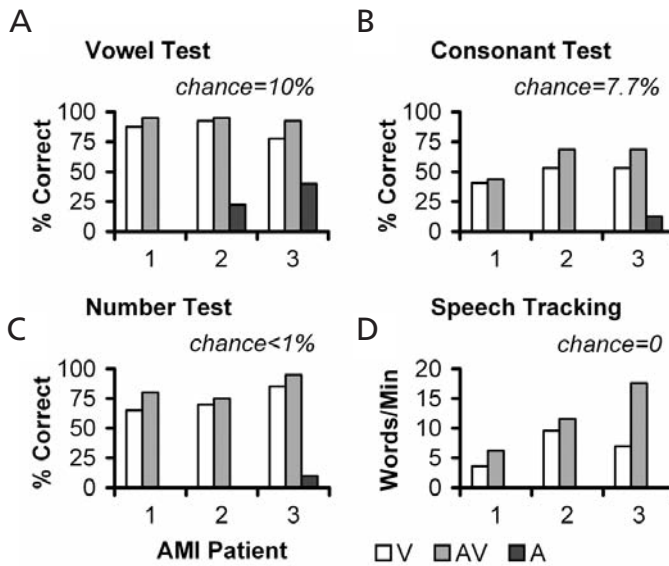 A
Vowel Test
chance=10%
% Correct
100
75
50
25
0
1 2 3
B
Consonant Test
chance=7.7%
% Correct
100
75
50
25
0
1 2 3
C
Number Test
chance<1%
% Correct
100
75
50
25
0
1 2 3
AMI Patient
D
Speech Tracking
chance=0
Words/Min
20
15
10
5
0
1 2 3
V AV A